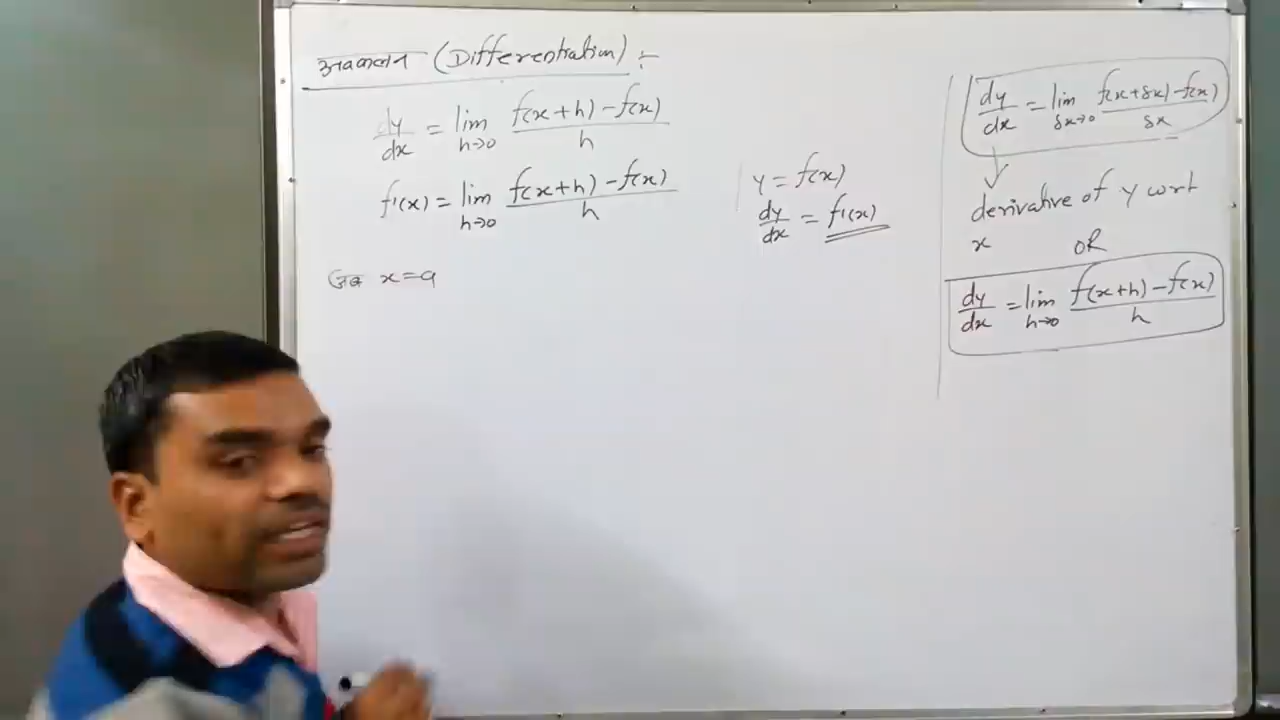 अवकलन (Differentiation) :-
dy/dx = lim h→0 f(x+h) - f(x) / h
f'(x) = lim h→0 f(x+h) - f(x) / h
जब x = a
y = f(x)
dy/dx = f'(x)
dy/dx = lim δx→0 f(x+δx) - f(x) / δx
derivative of y wrt
x OR
dy/dx = lim h→0 f(x+h) - f(x) / h